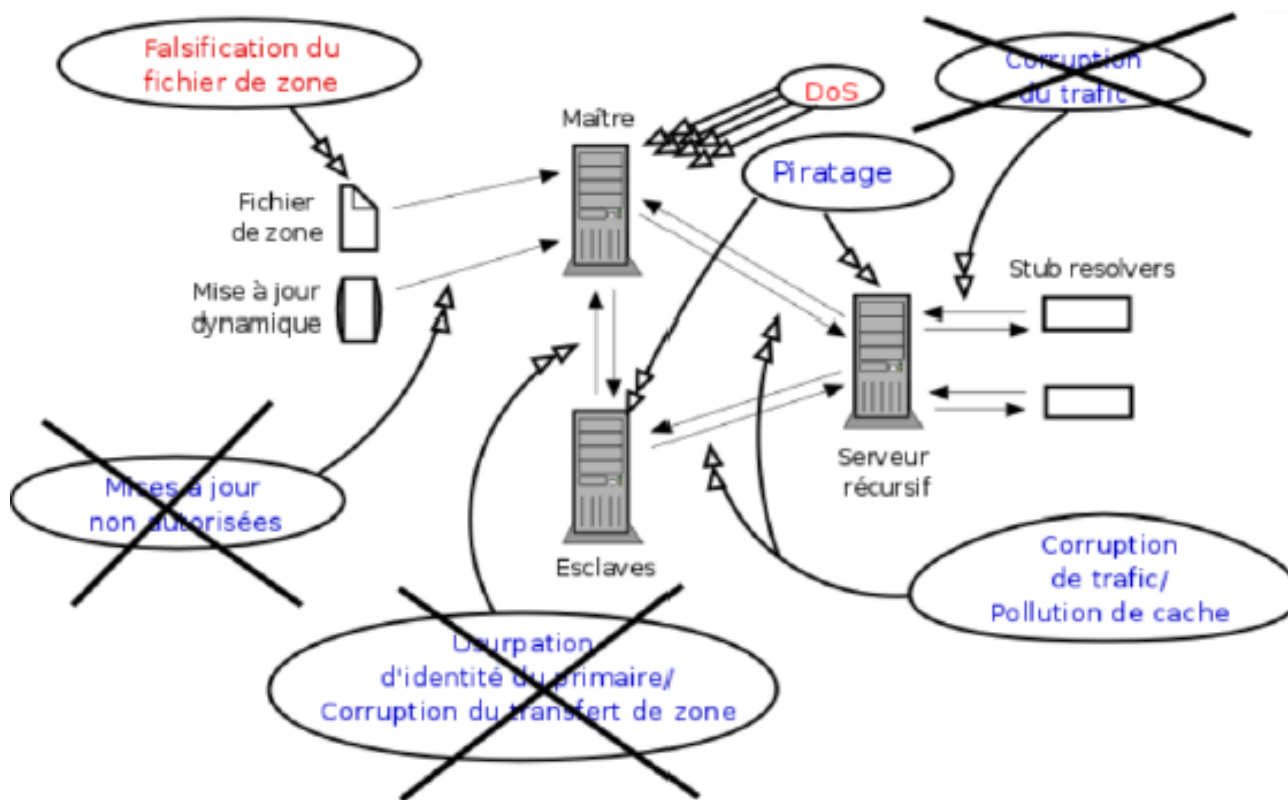 Falsification du
fichier de zone
DoS
Corruption
du trafic
Maître
Piratage
Fichier
de zone
Mise à jour
dynamique
Stub resolvers
Serveur
récursif
Mises à jour
non autorisées
Esclaves
Corruption
de trafic/
Pollution de cache
Usurpation
d'identité du primaire/
Corruption du transfert de zone